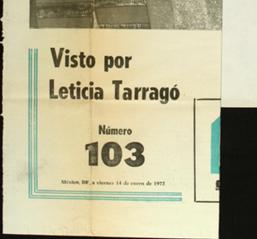 Visto por
Leticia Tarragó
Número
103
México, DF, a viernes 14 de enero de 1972